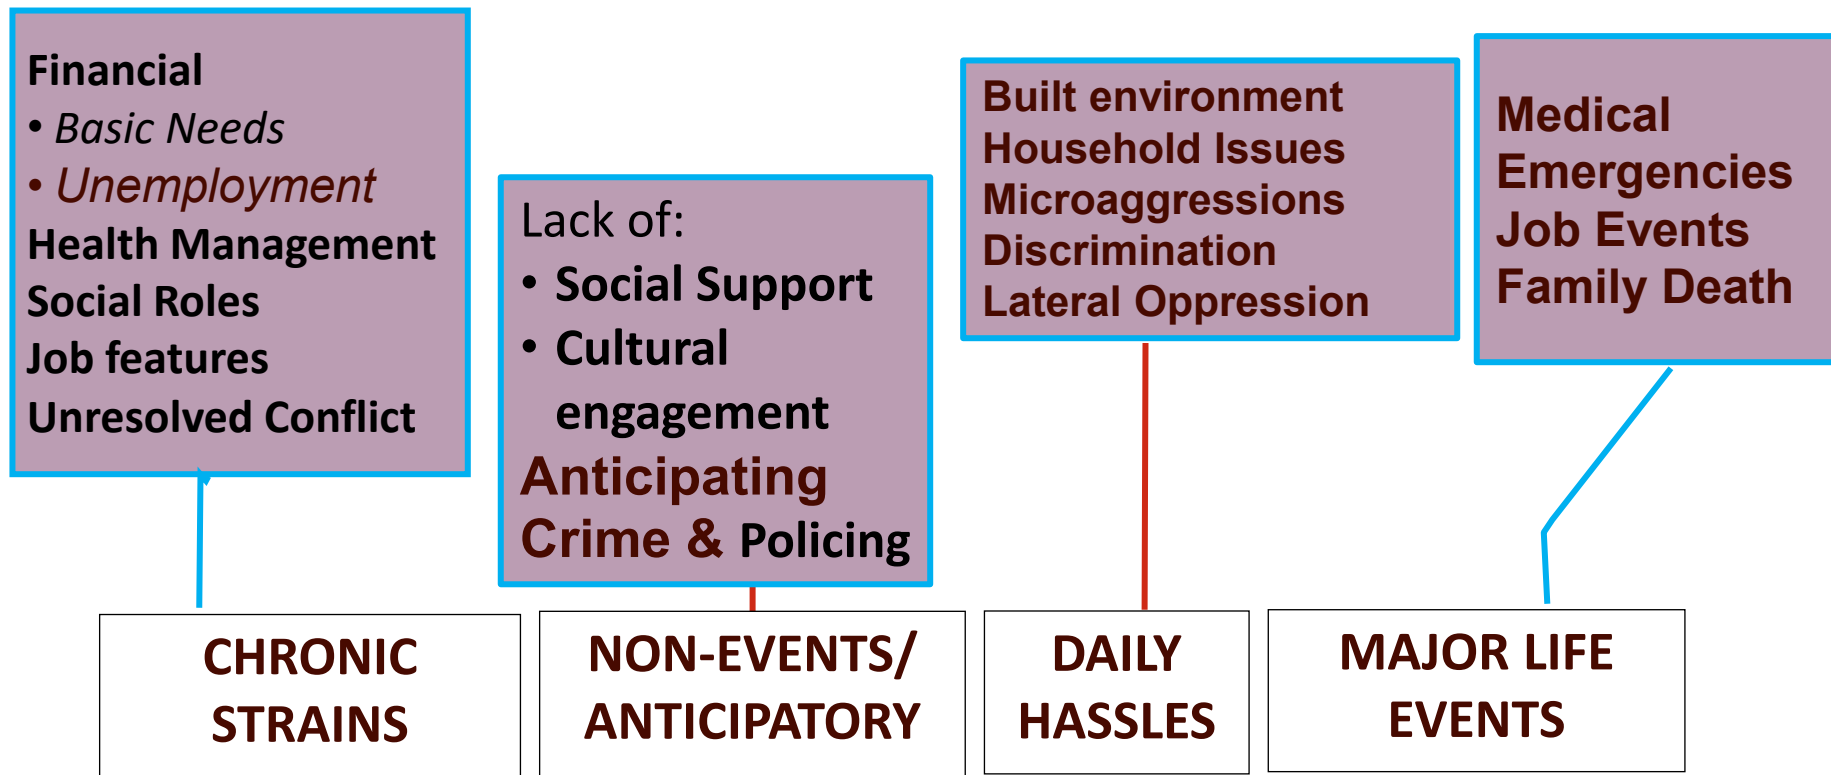 Financial
• Basic Needs
• Unemployment
Health Management
Social Roles
Job features
Unresolved Conflict
Lack of:
• Social Support
• Cultural
engagement
Anticipating
Crime & Policing
Built environment
Household Issues
Microaggressions
Discrimination
Lateral Oppression
Medical
Emergencies
Job Events
Family Death
CHRONIC
STRAINS
NON-EVENTS/
ANTICIPATORY
DAILY
HASSLES
MAJOR LIFE
EVENTS